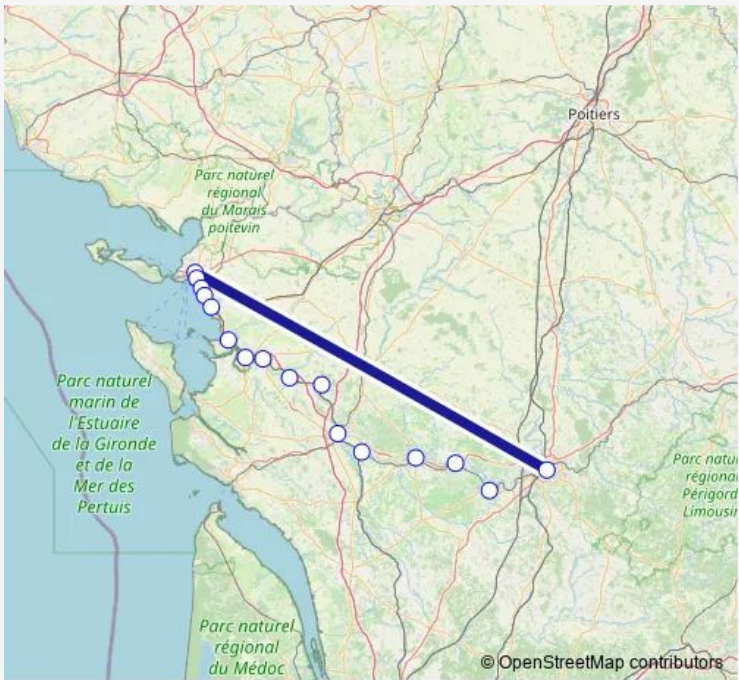 Poitiers
Parc naturel
régional
du Marais
poitevin
Parc naturel
marin de
l'Estuaire
de la Gironde
et de la
Mer des
Pertuis
Parc natu
régional
Périgord
Limousin
Parc naturel
régional
du Médoc
© OpenStreetMap contributors